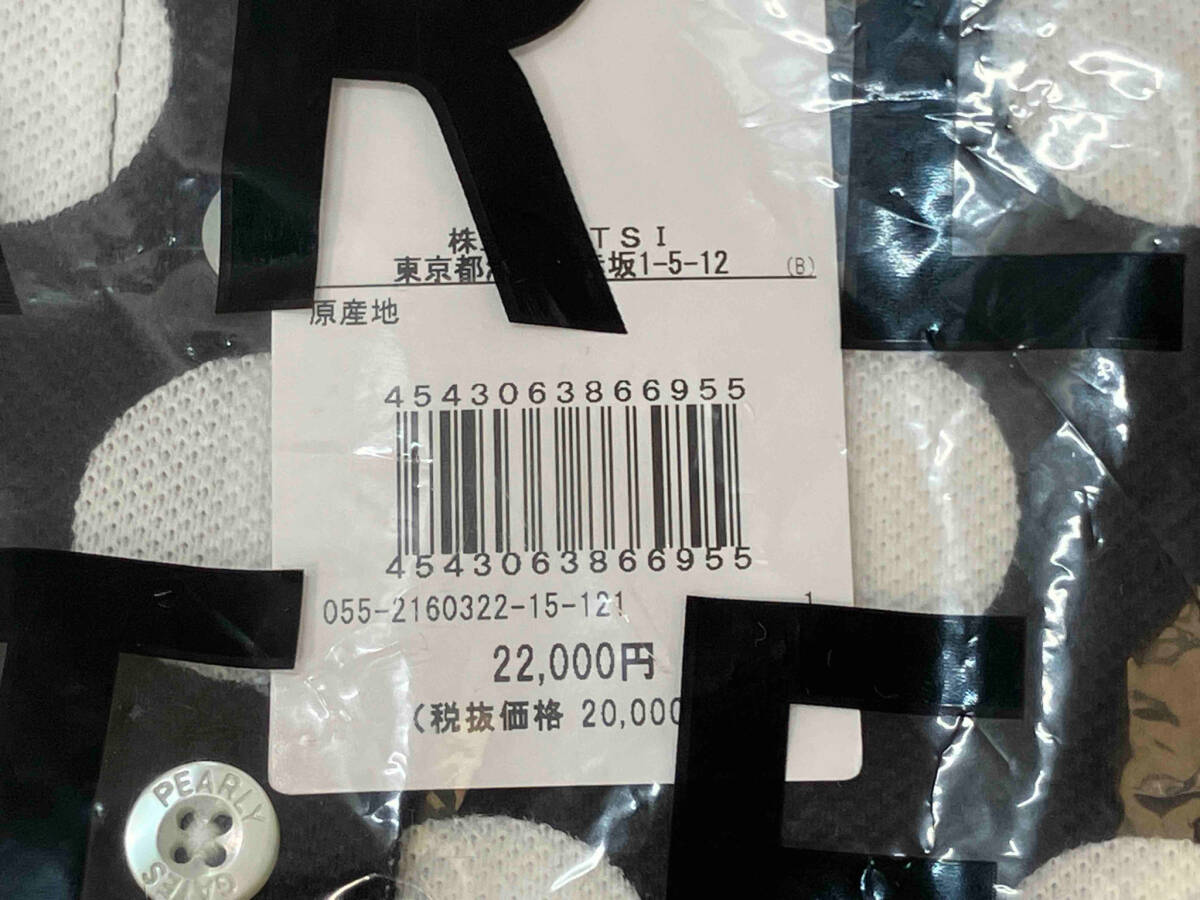 R
TSI
東京都 坂1-5-12 (B)
原産地
4543063866955
4543063866955
055-2160322-15-121 1
22,000円
(税抜価格 20,000
PEARLY
GATES